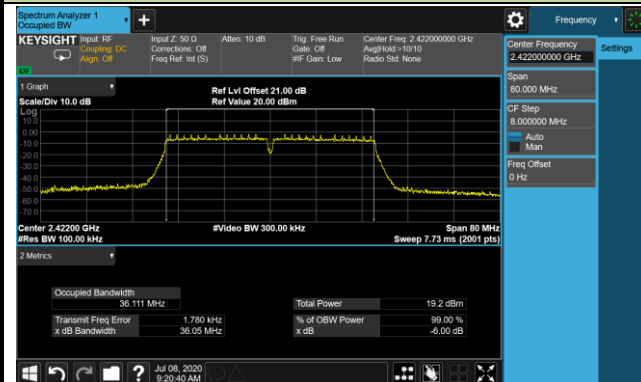 Spectrum Analyzer 1
Occupied BW
Frequency
KEYSIGHT
Input: RF
Coupling: DC
Align: Off
Input Z: 50 Ω
Corrections: Off
Freq Ref: Int (S)
Atten: 10 dB
Trig: Free Run
Gate: Off
#IF Gain: Low
Center Freq: 2.422000000 GHz
Avg|Hold:>10/10
Radio Std: None
Center Frequency
2.422000000 GHz
Settings
Span
80.000 MHz
CF Step
8.000000 MHz
Auto
Man
Freq Offset
0 Hz
1 Graph
Scale/Div 10.0 dB
Ref Lvl Offset 21.00 dB
Ref Value 20.00 dBm
Log
10.0
0.00
-10.0
-20.0
-30.0
-40.0
-50.0
-60.0
-70.0
Center 2.42200 GHz
#Res BW 100.00 kHz
#Video BW 300.00 kHz
Span 80 MHz
Sweep 7.73 ms (2001 pts)
2 Metrics
Occupied Bandwidth
36.111 MHz
Total Power 19.2 dBm
Transmit Freq Error 1.780 kHz
% of OBW Power 99.00 %
x dB Bandwidth 36.05 MHz
x dB -6.00 dB
?
Jul 08, 2020
9:20:40 AM